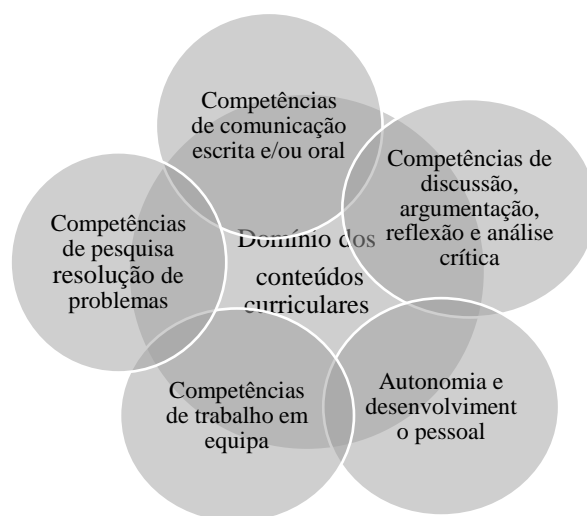 Competências
de comunicação
escrita e/ou oral
Competências de
discussão,
argumentação,
reflexão e análise
crítica
Competências
de pesquisa
resolução de
problemas
Domínio dos
conteúdos
curriculares
Competências
de trabalho em
equipa
Autonomia e
desenvolviment
o pessoal